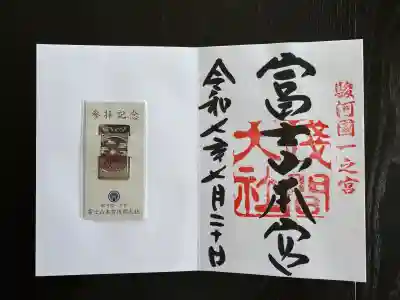 駿河國一之宮
富士山本宮
淺間大社
令和七年七月二十日
参拝記念
富士山本宮浅間大社